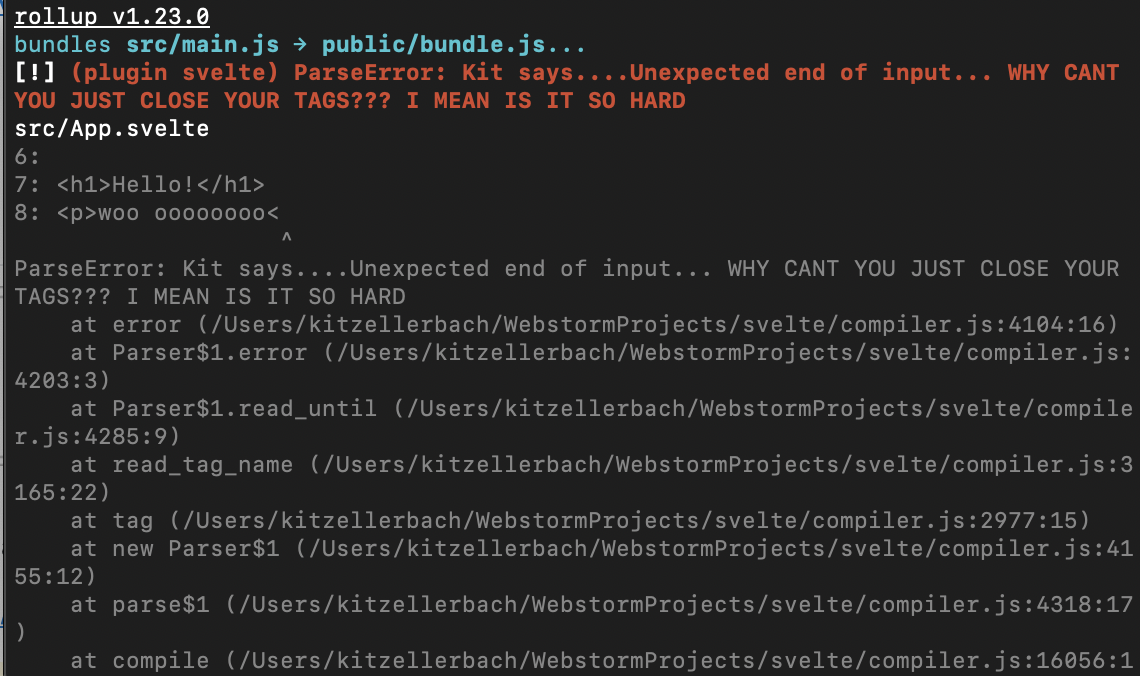 rollup v1.23.0
bundles src/main.js → public/bundle.js...
[!] (plugin svelte) ParseError: Kit says....Unexpected end of input... WHY CANT
YOU JUST CLOSE YOUR TAGS??? I MEAN IS IT SO HARD
src/App.svelte
6:
7: <h1>Hello!</h1>
8: <p>woo oooooooo<
^
ParseError: Kit says....Unexpected end of input... WHY CANT YOU JUST CLOSE YOUR
TAGS??? I MEAN IS IT SO HARD
at error (/Users/kitzellerbach/WebstormProjects/svelte/compiler.js:4104:16)
at Parser$1.error (/Users/kitzellerbach/WebstormProjects/svelte/compiler.js:
4203:3)
at Parser$1.read_until (/Users/kitzellerbach/WebstormProjects/svelte/compile
r.js:4285:9)
at read_tag_name (/Users/kitzellerbach/WebstormProjects/svelte/compiler.js:3
165:22)
at tag (/Users/kitzellerbach/WebstormProjects/svelte/compiler.js:2977:15)
at new Parser$1 (/Users/kitzellerbach/WebstormProjects/svelte/compiler.js:41
55:12)
at parse$1 (/Users/kitzellerbach/WebstormProjects/svelte/compiler.js:4318:17
)
at compile (/Users/kitzellerbach/WebstormProjects/svelte/compiler.js:16056:1